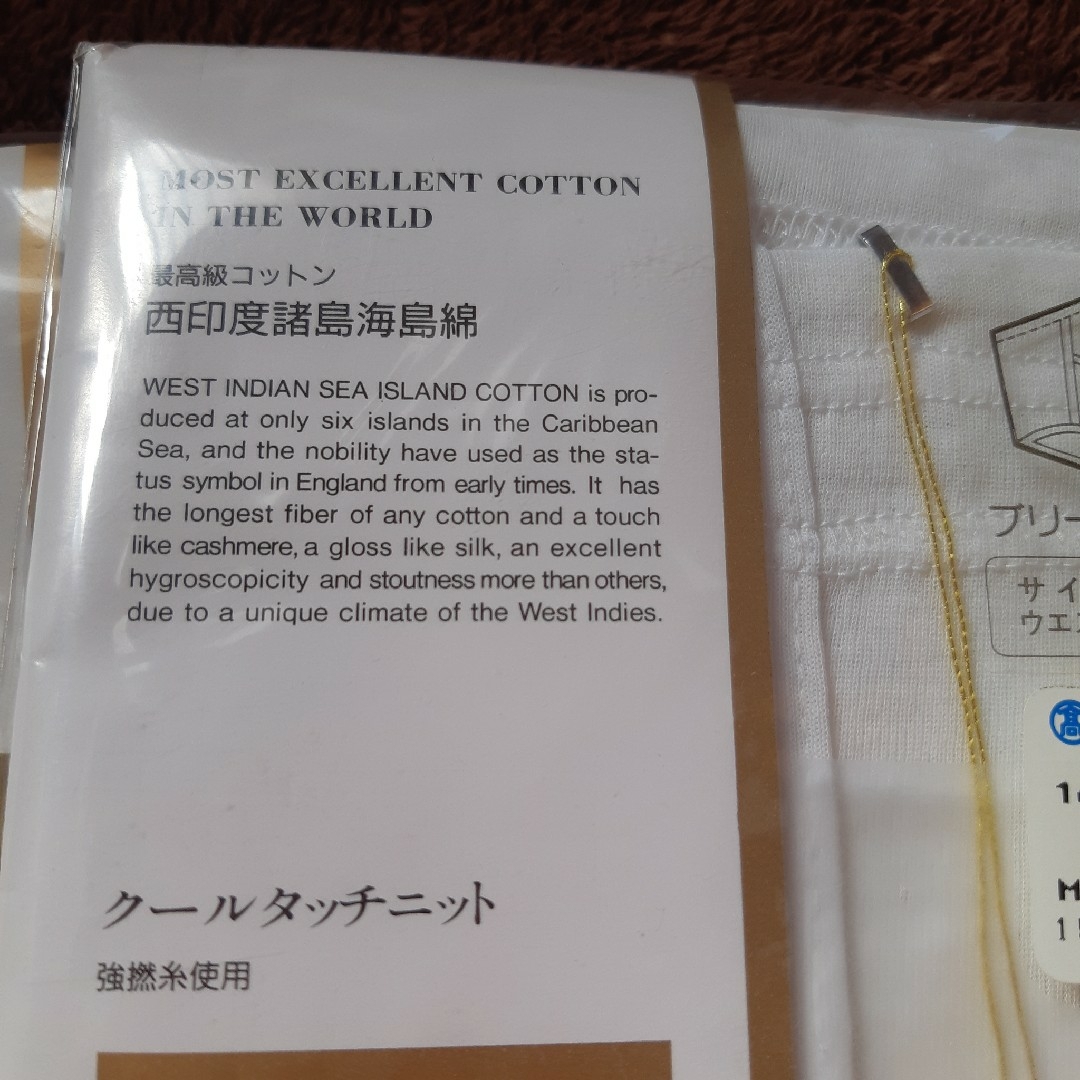 MOST EXCELLENT COTTON
IN THE WORLD
最高級コットン
西印度諸島海島綿
WEST INDIAN SEA ISLAND COTTON is pro-
duced at only six islands in the Caribbean
Sea, and the nobility have used as the sta-
tus symbol in England from early times. It has
the longest fiber of any cotton and a touch
like cashmere, a gloss like silk, an excellent
hygroscopicity and stoutness more than others,
due to a unique climate of the West Indies.
クールタッチニット
強撚糸使用
ブリー
サイ
ウエ
髙
M